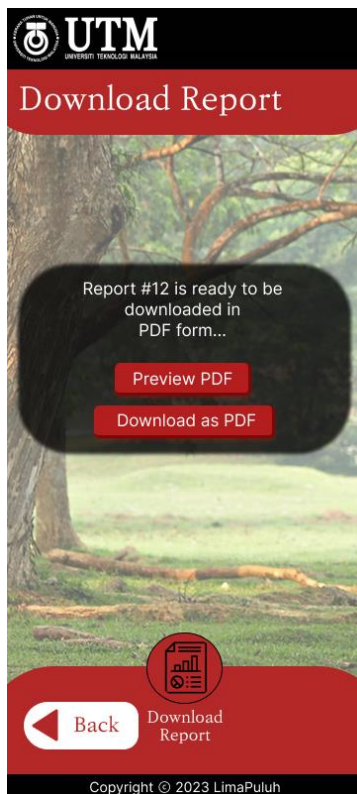 UTM
UNIVERSITI TEKNOLOGI MALAYSIA
Download Report
Report #12 is ready to be
downloaded in
PDF form...
Preview PDF
Download as PDF
Back
Download
Report
Copyright © 2023 LimaPuluh